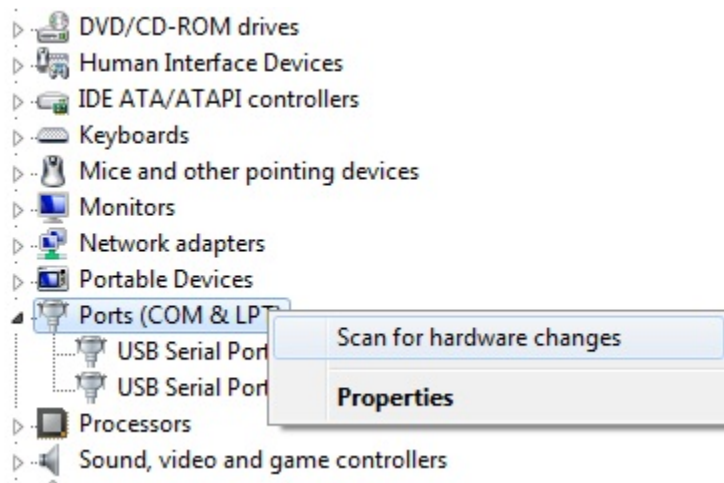 DVD/CD-ROM drives
Human Interface Devices
IDE ATA/ATAPI controllers
Keyboards
Mice and other pointing devices
Monitors
Network adapters
Portable Devices
Ports (COM & LPT)
Scan for hardware changes
USB Serial Port
USB Serial Port
Properties
Processors
Sound, video and game controllers